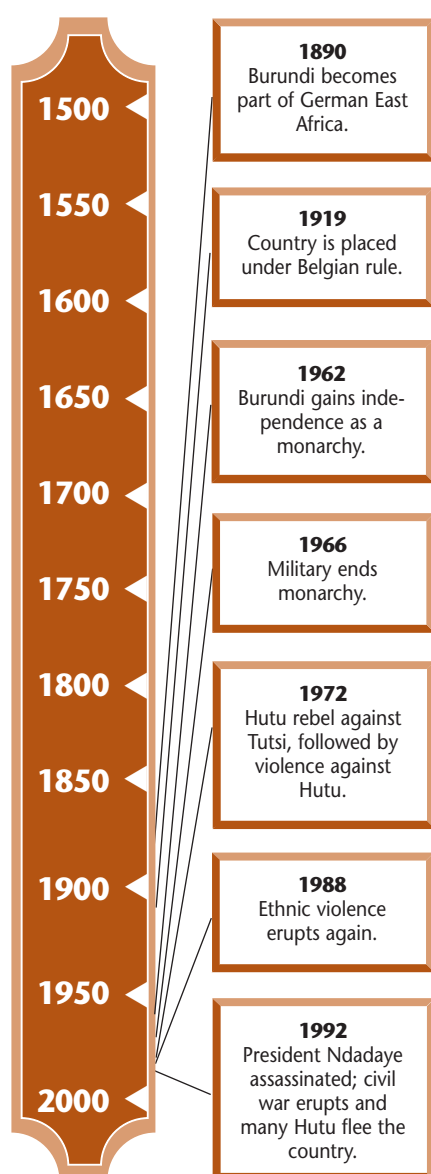 1500
1550
1600
1650
1700
1750
1800
1850
1900
1950
2000
1890
Burundi becomes
part of German East
Africa.
1919
Country is placed
under Belgian rule.
1962
Burundi gains inde-
pendence as a
monarchy.
1966
Military ends
monarchy.
1972
Hutu rebel against
Tutsi, followed by
violence against
Hutu.
1988
Ethnic violence
erupts again.
1992
President Ndadaye
assassinated; civil
war erupts and
many Hutu flee the
country.